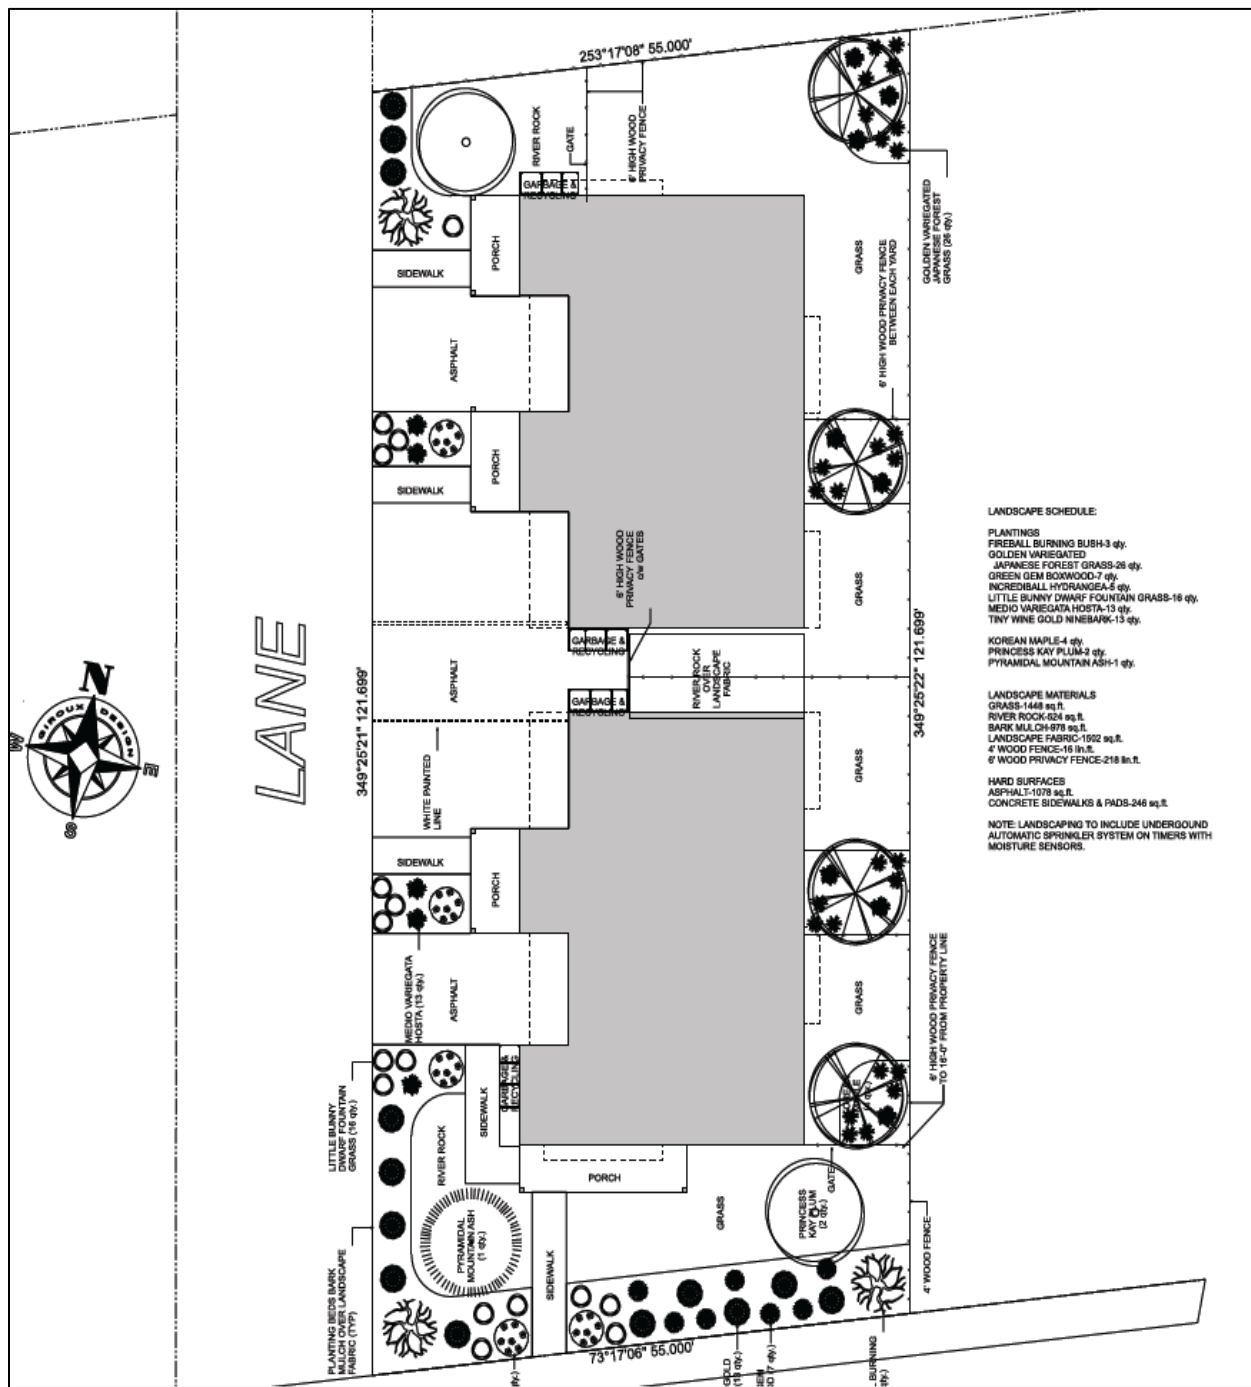 253°17'08" 55.000'
RIVER ROCK
GATE
6' HIGH WOOD
PRIVACY FENCE
GARBAGE &
RECYCLING
PORCH
SIDEWALK
ASPHALT
GRASS
GOLDEN VARIEGATED
JAPANESE FOREST
GRASS (26 qty.)
6' HIGH WOOD PRIVACY FENCE
BETWEEN EACH YARD
PORCH
SIDEWALK
6' HIGH WOOD
PRIVACY FENCE
c/w GATES
GRASS
LANE
349°25'21" 121.699'
ASPHALT
GARBAGE &
RECYCLING
GARBAGE &
RECYCLING
RIVER ROCK
OVER
LANDSCAPE
FABRIC
349°25'22" 121.699'
GRASS
N
E
S
W
GIROUX DESIGN
WHITE PAINTED
LINE
SIDEWALK
PORCH
MEDIO VARIEGATA
HOSTA (13 qty.)
ASPHALT
GRASS
6' HIGH WOOD PRIVACY FENCE
TO 16'-0" FROM PROPERTY LINE
LITTLE BUNNY
DWARF FOUNTAIN
GRASS (16 qty.)
RIVER ROCK
SIDEWALK
GARBAGE &
RECYCLING
PORCH
GATE
GRASS
PRINCESS
KAY PLUM
(2 qty.)
4' WOOD FENCE
PYRAMIDAL
MOUNTAIN ASH
(1 qty.)
SIDEWALK
PLANTING BEDS BARK
MULCH OVER LANDSCAPE
FABRIC (TYP)
73°17'06" 55.000'
qty.)
GOLD
(13 qty.)
(7 qty.)
BURNING
qty.)
LANDSCAPE SCHEDULE:
PLANTINGS
FIREBALL BURNING BUSH-3 qty.
GOLDEN VARIEGATED
JAPANESE FOREST GRASS-26 qty.
GREEN GEM BOXWOOD-7 qty.
INCREDIBALL HYDRANGEA-5 qty.
LITTLE BUNNY DWARF FOUNTAIN GRASS-16 qty.
MEDIO VARIEGATA HOSTA-13 qty.
TINY WINE GOLD NINEBARK-13 qty.
KOREAN MAPLE-4 qty.
PRINCESS KAY PLUM-2 qty.
PYRAMIDAL MOUNTAIN ASH-1 qty.
LANDSCAPE MATERIALS
GRASS-1448 sq.ft.
RIVER ROCK-524 sq.ft.
BARK MULCH-978 sq.ft.
LANDSCAPE FABRIC-1502 sq.ft.
4' WOOD FENCE-16 lin.ft.
6' WOOD PRIVACY FENCE-218 lin.ft.
HARD SURFACES
ASPHALT-1078 sq.ft.
CONCRETE SIDEWALKS & PADS-246 sq.ft.
NOTE: LANDSCAPING TO INCLUDE UNDERGOUND
AUTOMATIC SPRINKLER SYSTEM ON TIMERS WITH
MOISTURE SENSORS.